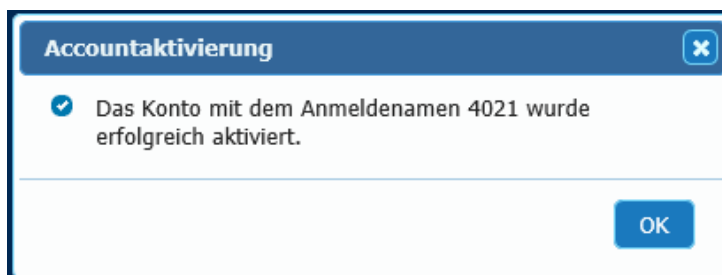 Accountaktivierung
Das Konto mit dem Anmeldenamen 4021 wurde
erfolgreich aktiviert.
OK